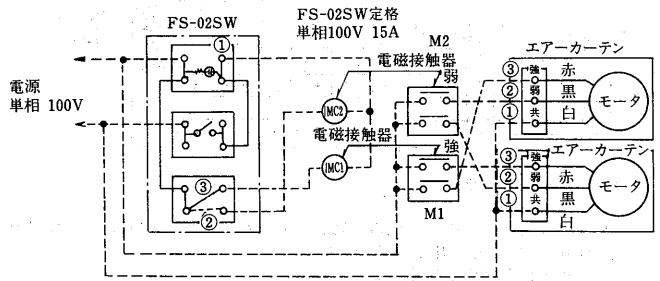 FS-02SW
FS-02SW定格
単相100V 15A
電源
単相 100V
①
③
②
電磁接触器
MC2
電磁接触器
MC1
M2
弱
強
M1
エアーカーテン
③ 強 赤
② 弱 黒
① 共 白
モータ
エアーカーテン
③ 強 赤
② 弱 黒
① 共 白
モータ